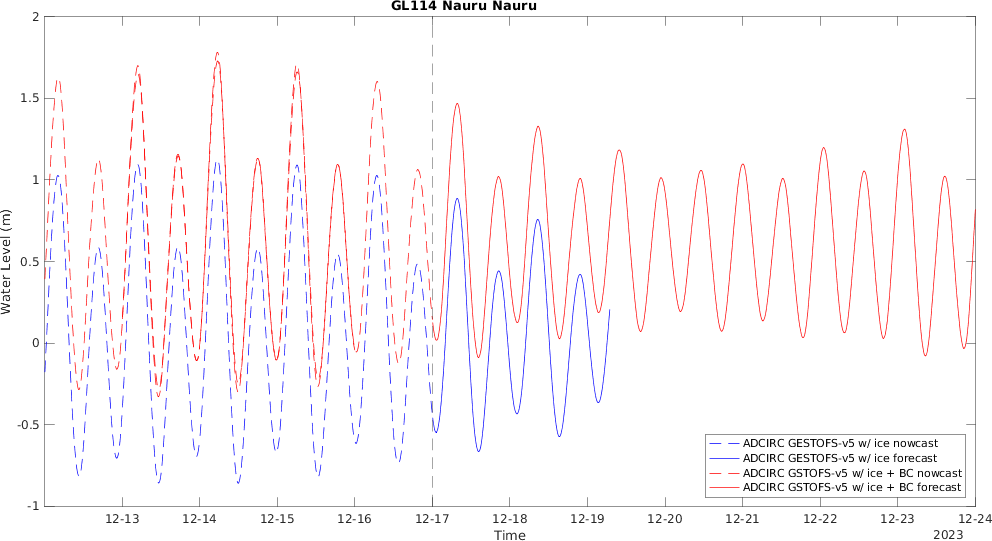 GL114 Nauru Nauru
2
1.5
1
0.5
0
-0.5
-1
Water Level (m)
12-13
12-14
12-15
12-16
12-17
12-18
12-19
12-20
12-21
12-22
12-23
12-24
Time
2023
ADCIRC GESTOFS-v5 w/ ice nowcast
ADCIRC GESTOFS-v5 w/ ice forecast
ADCIRC GSTOFS-v5 w/ ice + BC nowcast
ADCIRC GSTOFS-v5 w/ ice + BC forecast